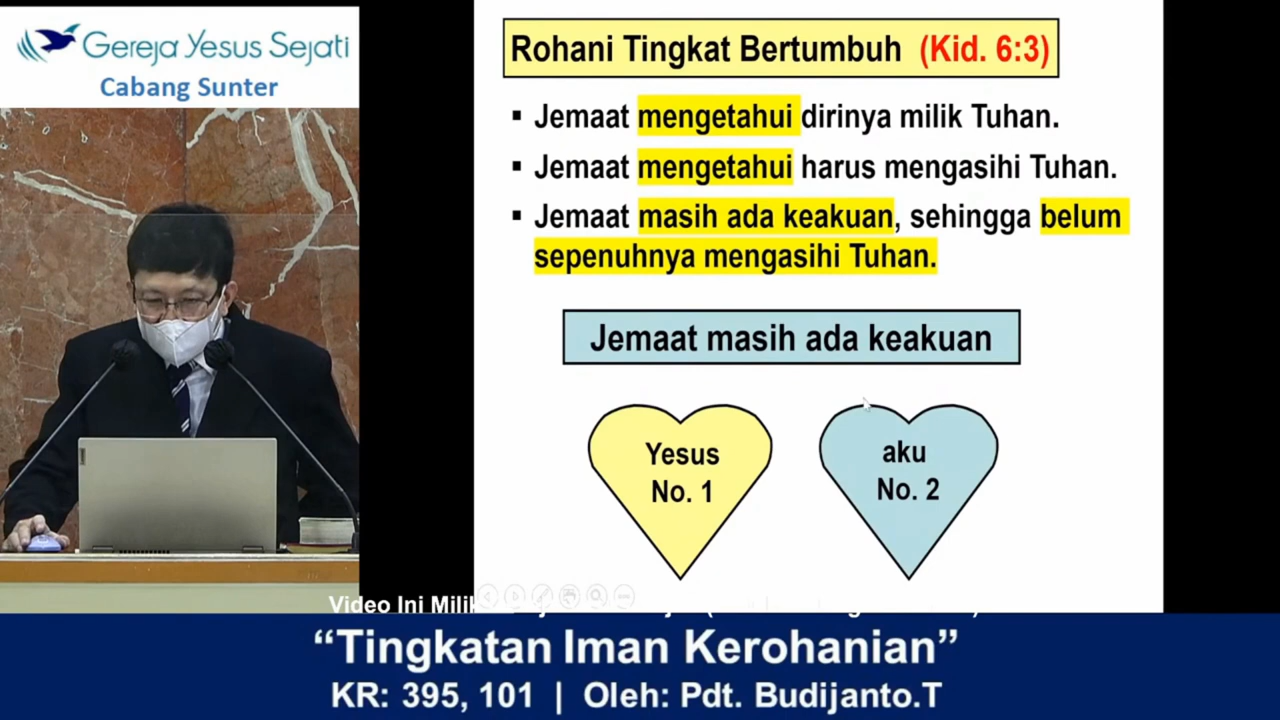 Gereja Yesus Sejati
Cabang Sunter
Rohani Tingkat Bertumbuh (Kid. 6:3)
▪ Jemaat mengetahui dirinya milik Tuhan.
▪ Jemaat mengetahui harus mengasihi Tuhan.
▪ Jemaat masih ada keakuan, sehingga belum
sepenuhnya mengasihi Tuhan.
Jemaat masih ada keakuan
Yesus
No. 1
aku
No. 2
Video Ini Milik
“Tingkatan Iman Kerohanian”
KR: 395, 101 | Oleh: Pdt. Budijanto.T